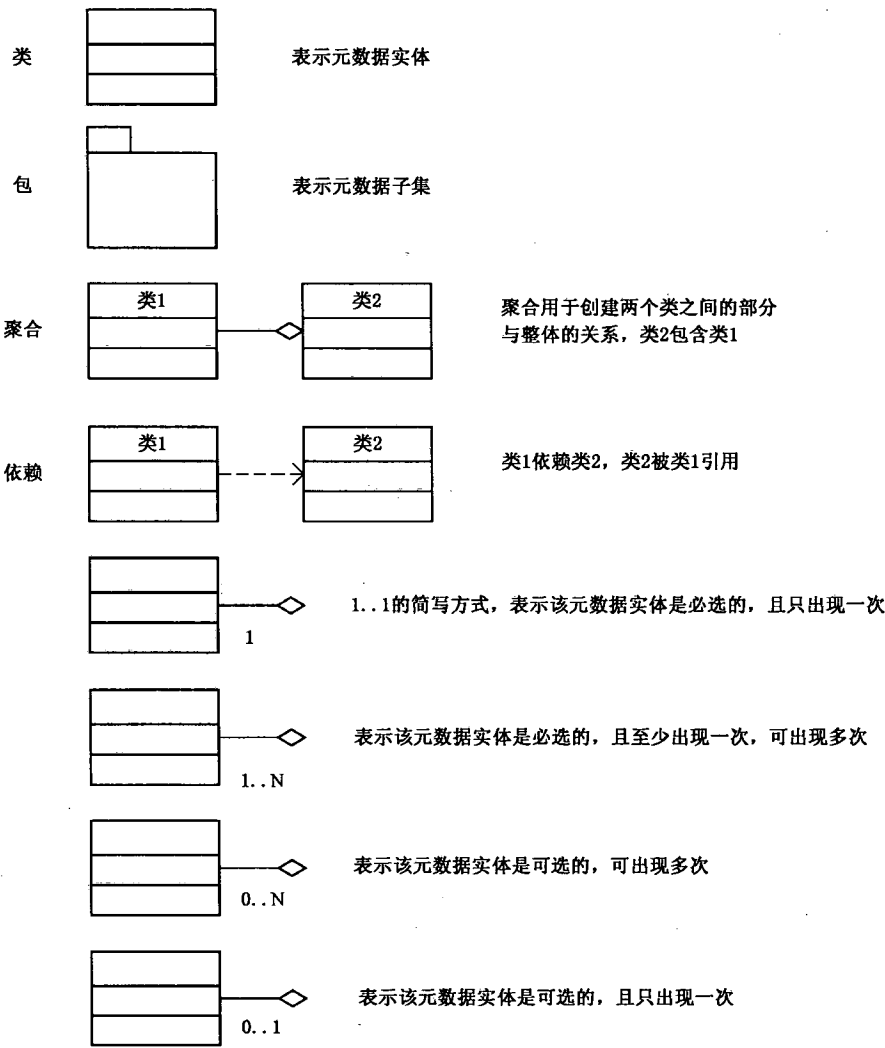 类
表示元数据实体
包
表示元数据子集
聚合
类1
类2
聚合用于创建两个类之间的部分
与整体的关系，类2包含类1
依赖
类1
类2
类1依赖类2，类2被类1引用
1..1的简写方式，表示该元数据实体是必选的，且只出现一次
1
表示该元数据实体是必选的，且至少出现一次，可出现多次
1..N
表示该元数据实体是可选的，可出现多次
0..N
表示该元数据实体是可选的，且只出现一次
0..1